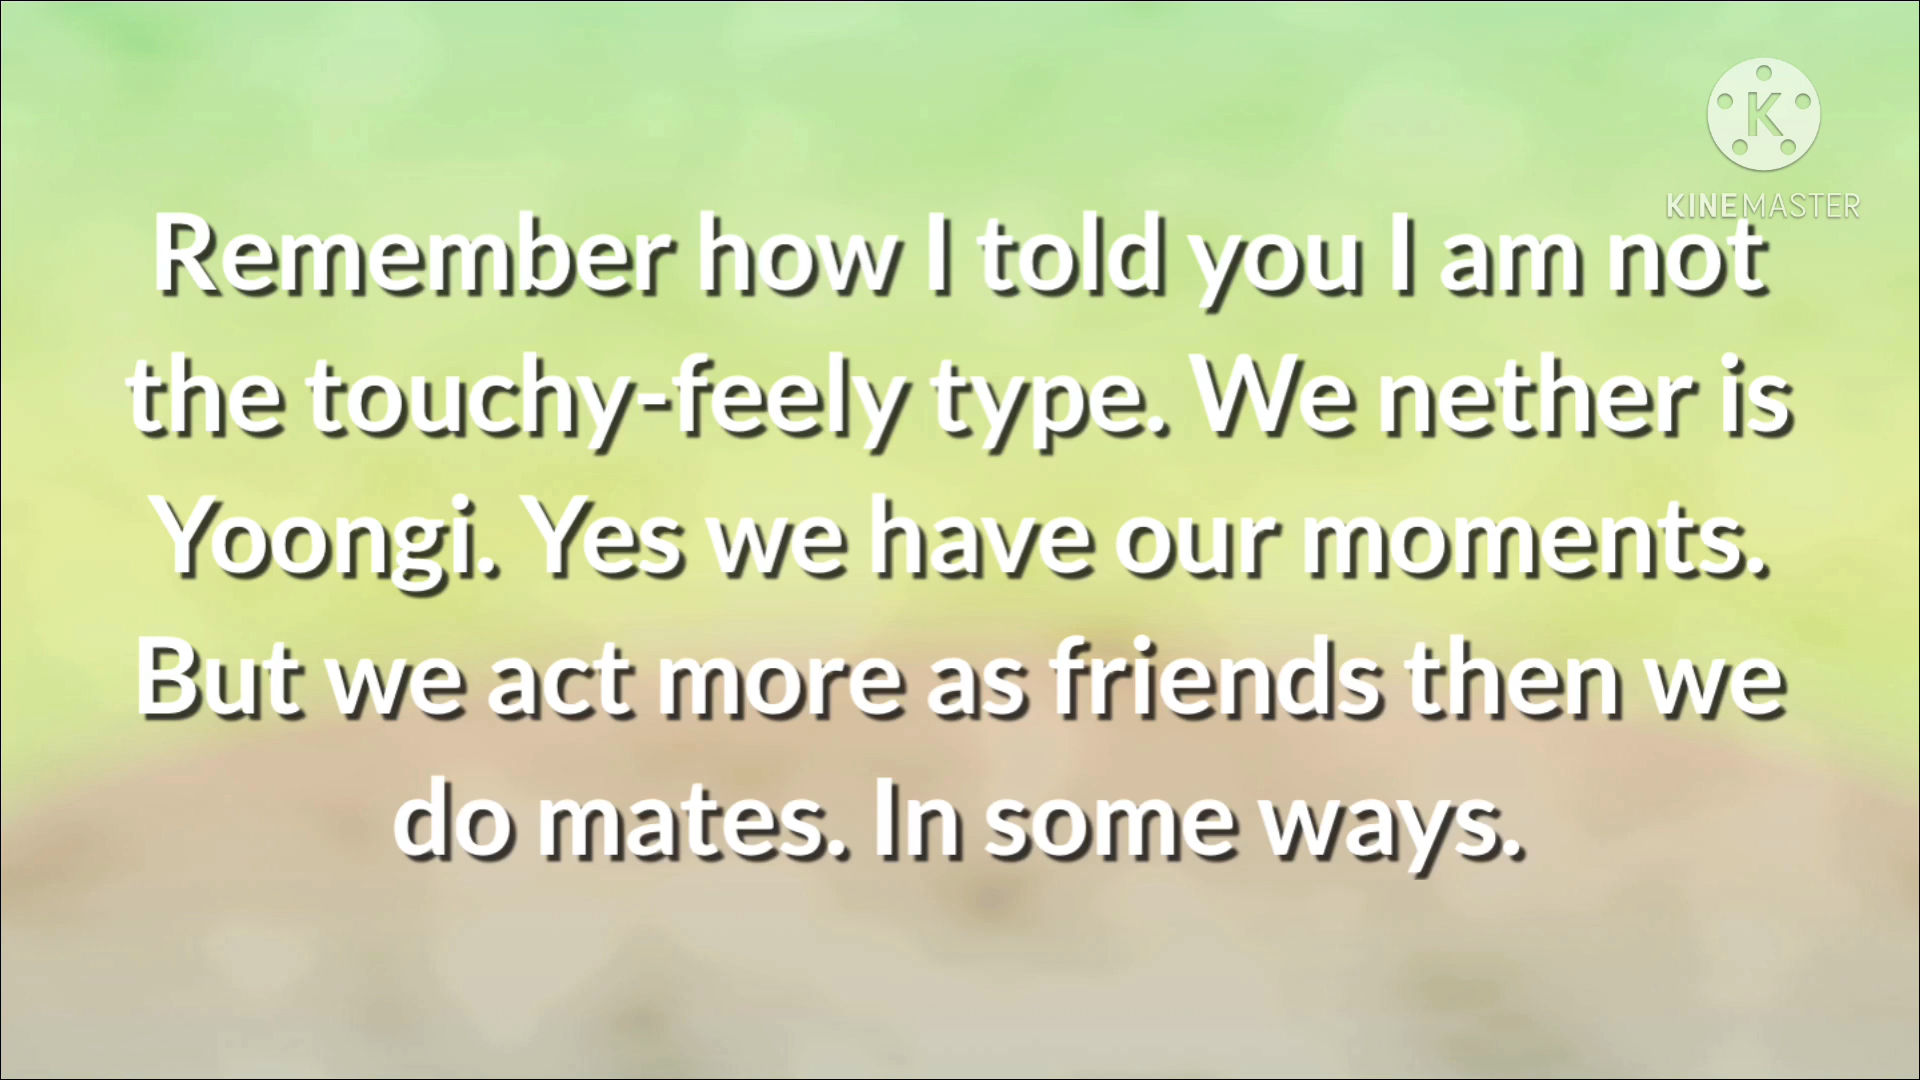 K
KINEMASTER
Remember how I told you I am not
the touchy-feely type. We nether is
Yoongi. Yes we have our moments.
But we act more as friends then we
do mates. In some ways.